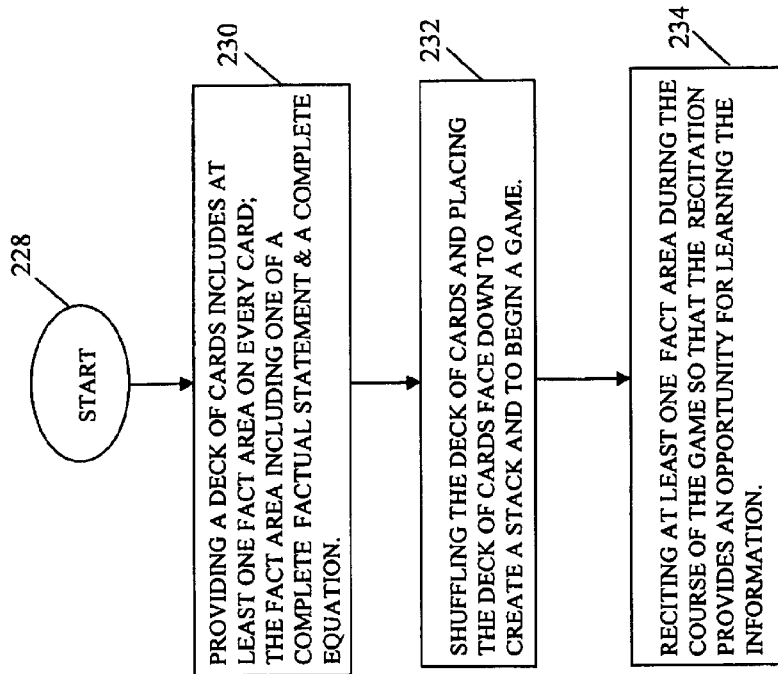 228
START
230
PROVIDING A DECK OF CARDS INCLUDES AT
LEAST ONE FACT AREA ON EVERY CARD;
THE FACT AREA INCLUDING ONE OF A
COMPLETE FACTUAL STATEMENT & A COMPLETE
EQUATION.
232
SHUFFLING THE DECK OF CARDS AND PLACING
THE DECK OF CARDS FACE DOWN TO
CREATE A STACK AND TO BEGIN A GAME.
234
RECITING AT LEAST ONE FACT AREA DURING THE
COURSE OF THE GAME SO THAT THE RECITATION
PROVIDES AN OPPORTUNITY FOR LEARNING THE
INFORMATION.